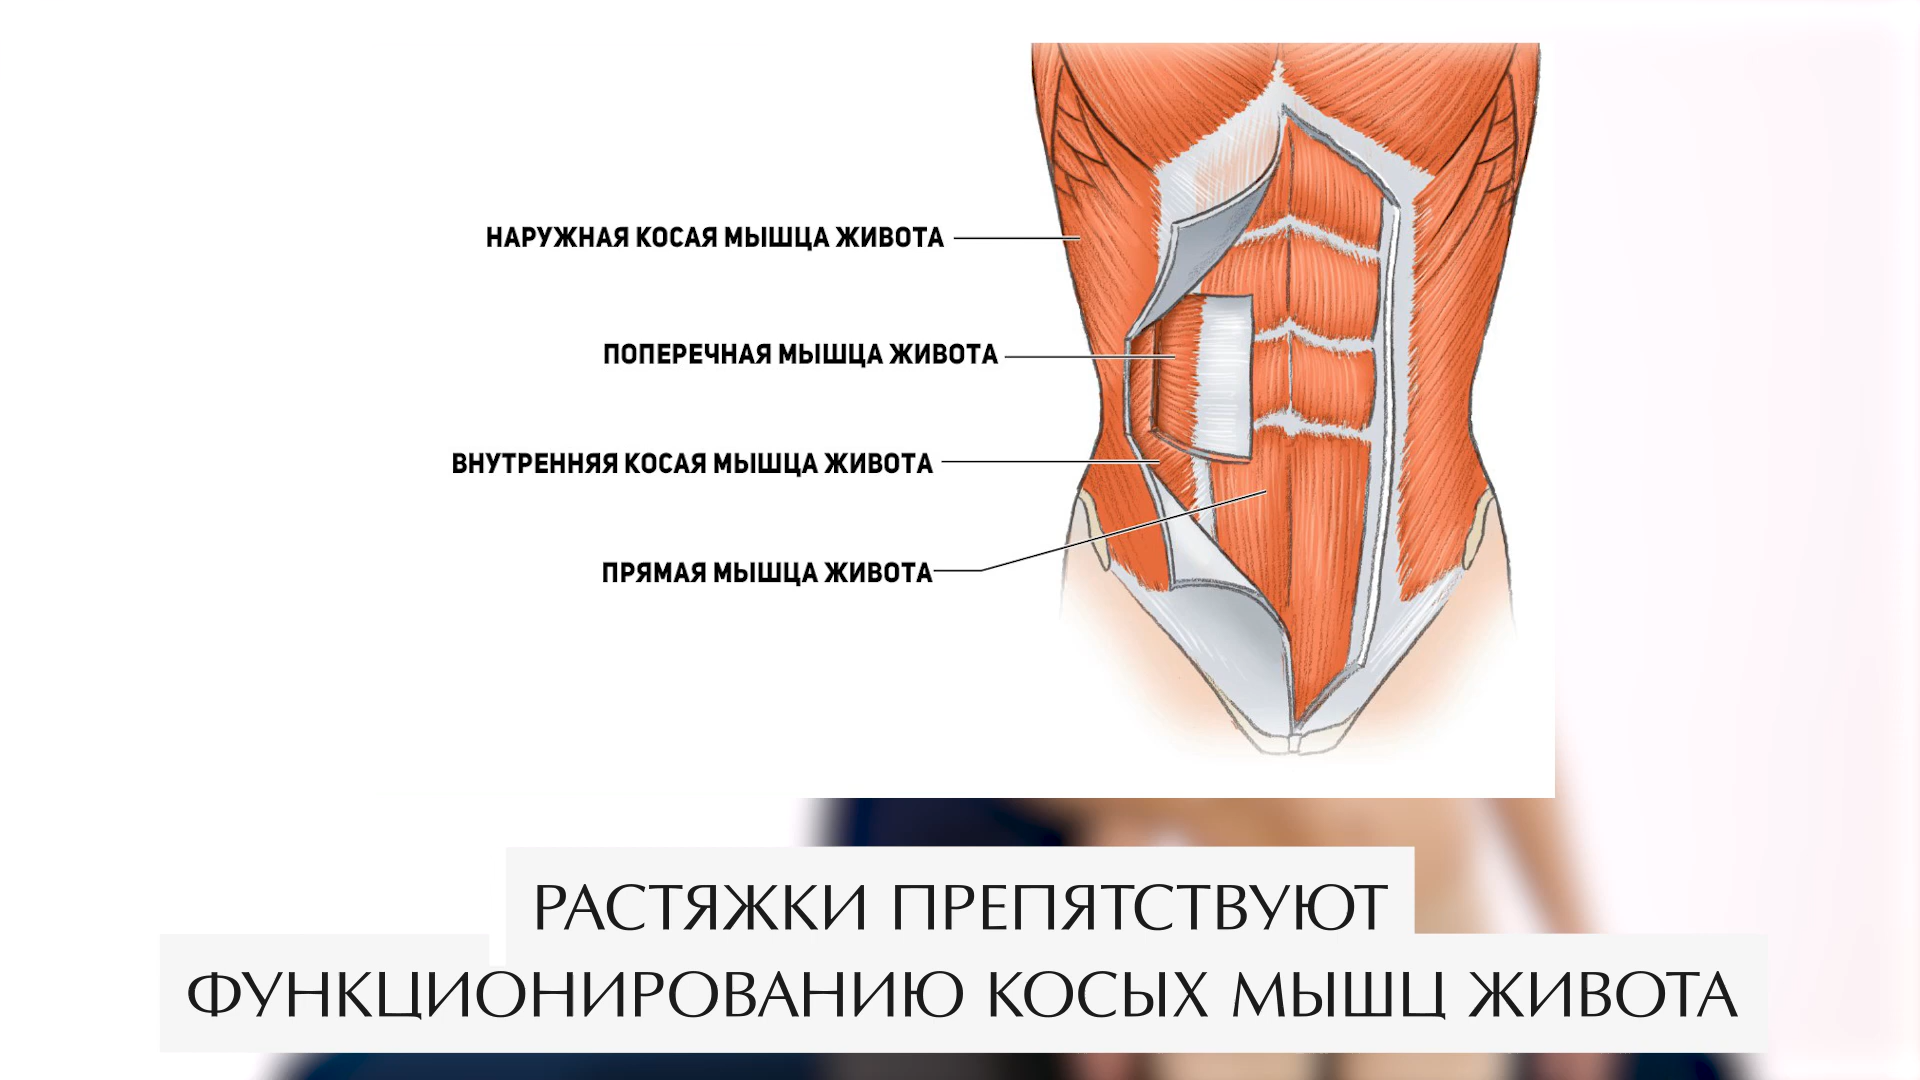 НАРУЖНАЯ КОСАЯ МЫШЦА ЖИВОТА
ПОПЕРЕЧНАЯ МЫШЦА ЖИВОТА
ВНУТРЕННЯЯ КОСАЯ МЫШЦА ЖИВОТА
ПРЯМАЯ МЫШЦА ЖИВОТА
РАСТЯЖКИ ПРЕПЯТСТВУЮТ
ФУНКЦИОНИРОВАНИЮ КОСЫХ МЫШЦ ЖИВОТА